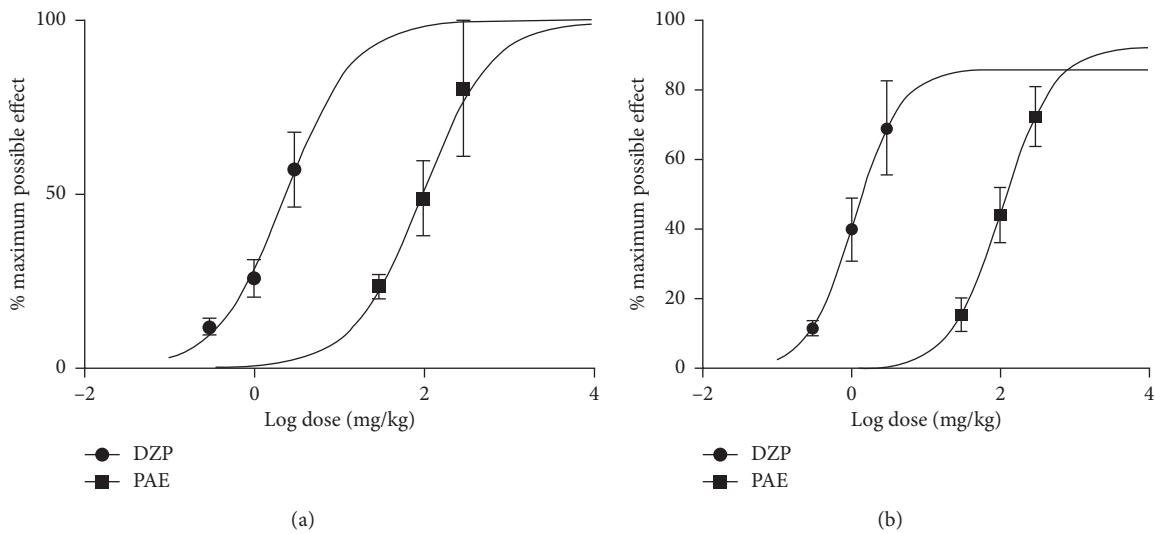 100
50
0
% maximum possible effect
−2
0
2
4
Log dose (mg/kg)
DZP
PAE
(a)
100
80
60
40
20
0
% maximum possible effect
−2
0
2
4
Log dose (mg/kg)
DZP
PAE
(b)